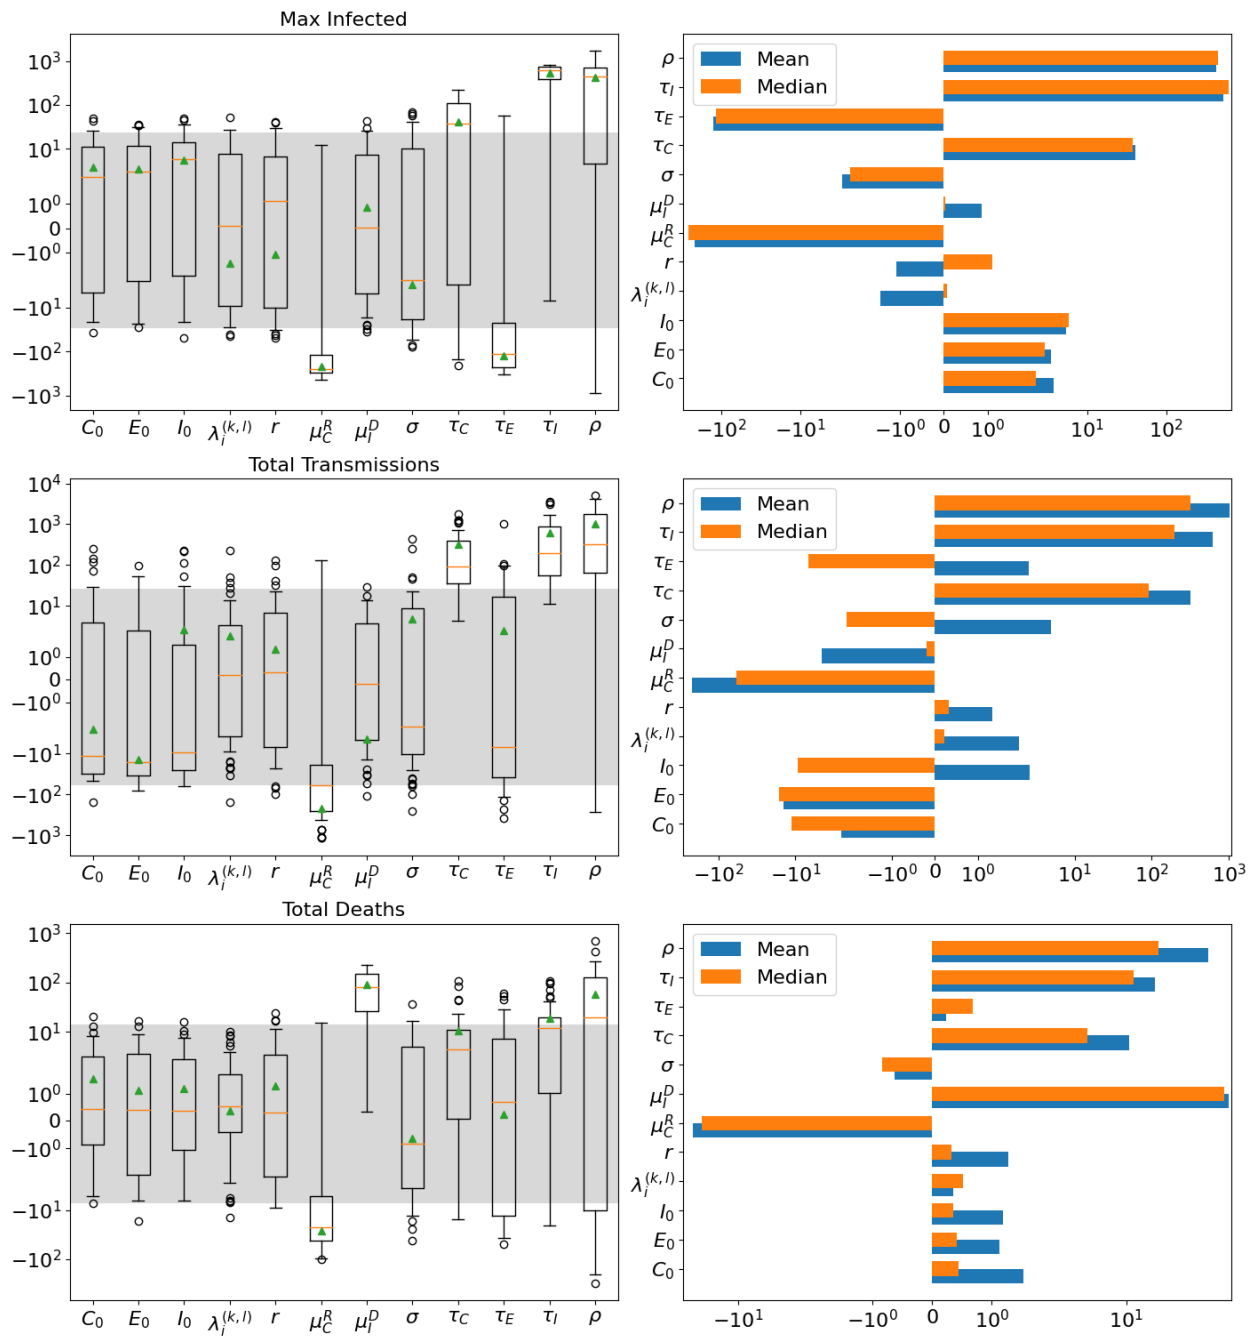 Max Infected
10³
10²
10¹
10⁰
0
−10⁰
−10¹
−10²
−10³
C₀ E₀ I₀ λᵢ⁽ᵏ,ˡ⁾ r μ_C^R μ_I^D σ τ_C τ_E τ_I ρ
Mean
Median
ρ
τ_I
τ_E
τ_C
σ
μ_I^D
μ_C^R
r
λᵢ⁽ᵏ,ˡ⁾
I₀
E₀
C₀
−10² −10¹ 0 10⁰ 10²
Total Transmissions
10⁴
10³
10²
10¹
10⁰
0
−10⁰
−10¹
−10²
−10³
C₀ E₀ I₀ λᵢ⁽ᵏ,ˡ⁾ r μ_C^R μ_I^D σ τ_C τ_E τ_I ρ
Mean
Median
ρ
τ_I
τ_E
τ_C
σ
μ_I^D
μ_C^R
r
λᵢ⁽ᵏ,ˡ⁾
I₀
E₀
C₀
−10² −10¹ −10⁰ 0 10⁰ 10¹ 10² 10³
Total Deaths
10³
10²
10¹
10⁰
0
−10⁰
−10¹
−10²
C₀ E₀ I₀ λᵢ⁽ᵏ,ˡ⁾ r μ_C^R μ_I^D σ τ_C τ_E τ_I ρ
Mean
Median
ρ
τ_I
τ_E
τ_C
σ
μ_I^D
μ_C^R
r
λᵢ⁽ᵏ,ˡ⁾
I₀
E₀
C₀
−10¹ −10⁰ 0 10⁰ 10¹